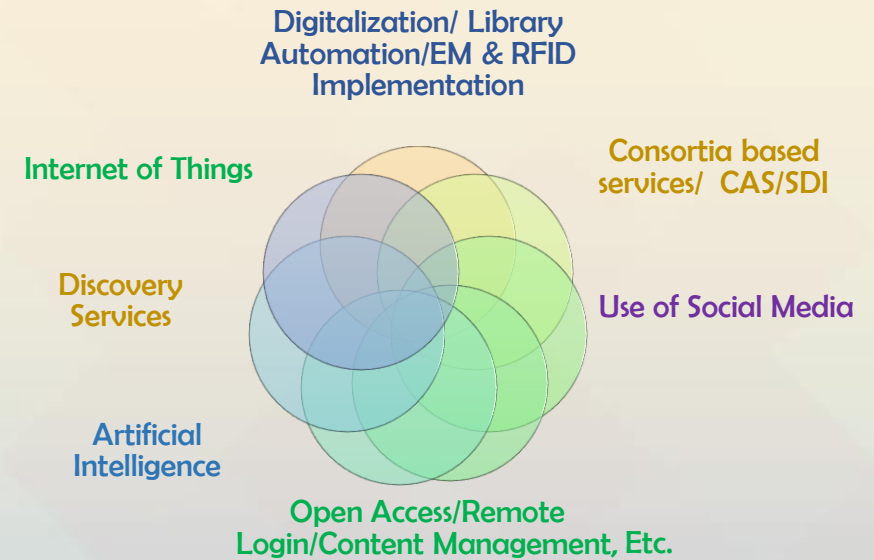 Digitalization/ Library
Automation/EM & RFID
Implementation
Consortia based
services/ CAS/SDI
Use of Social Media
Open Access/Remote
Login/Content Management, Etc.
Artificial
Intelligence
Discovery
Services
Internet of Things